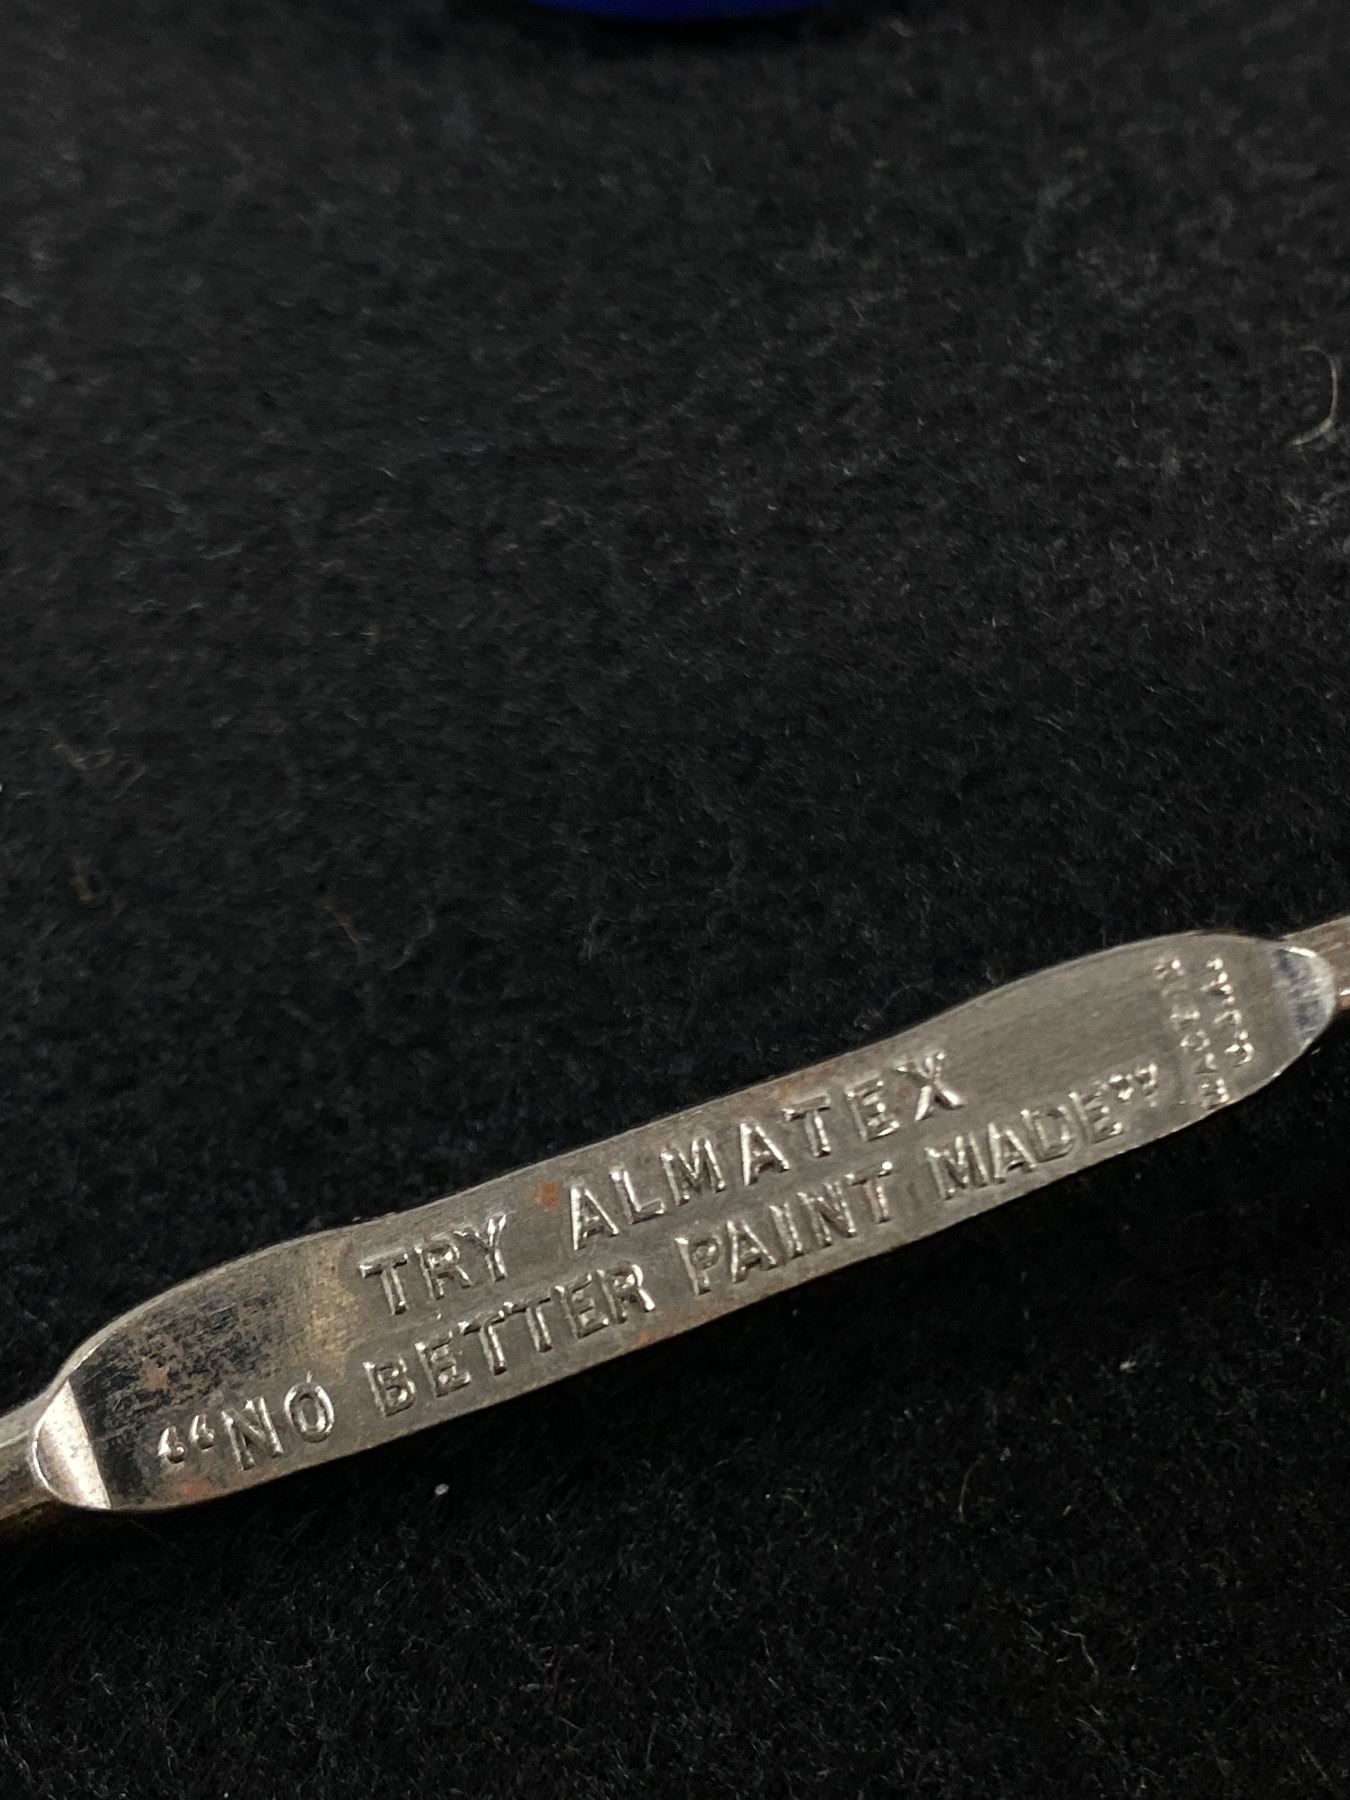 TRY ALMATEX
“NO BETTER PAINT MADE”